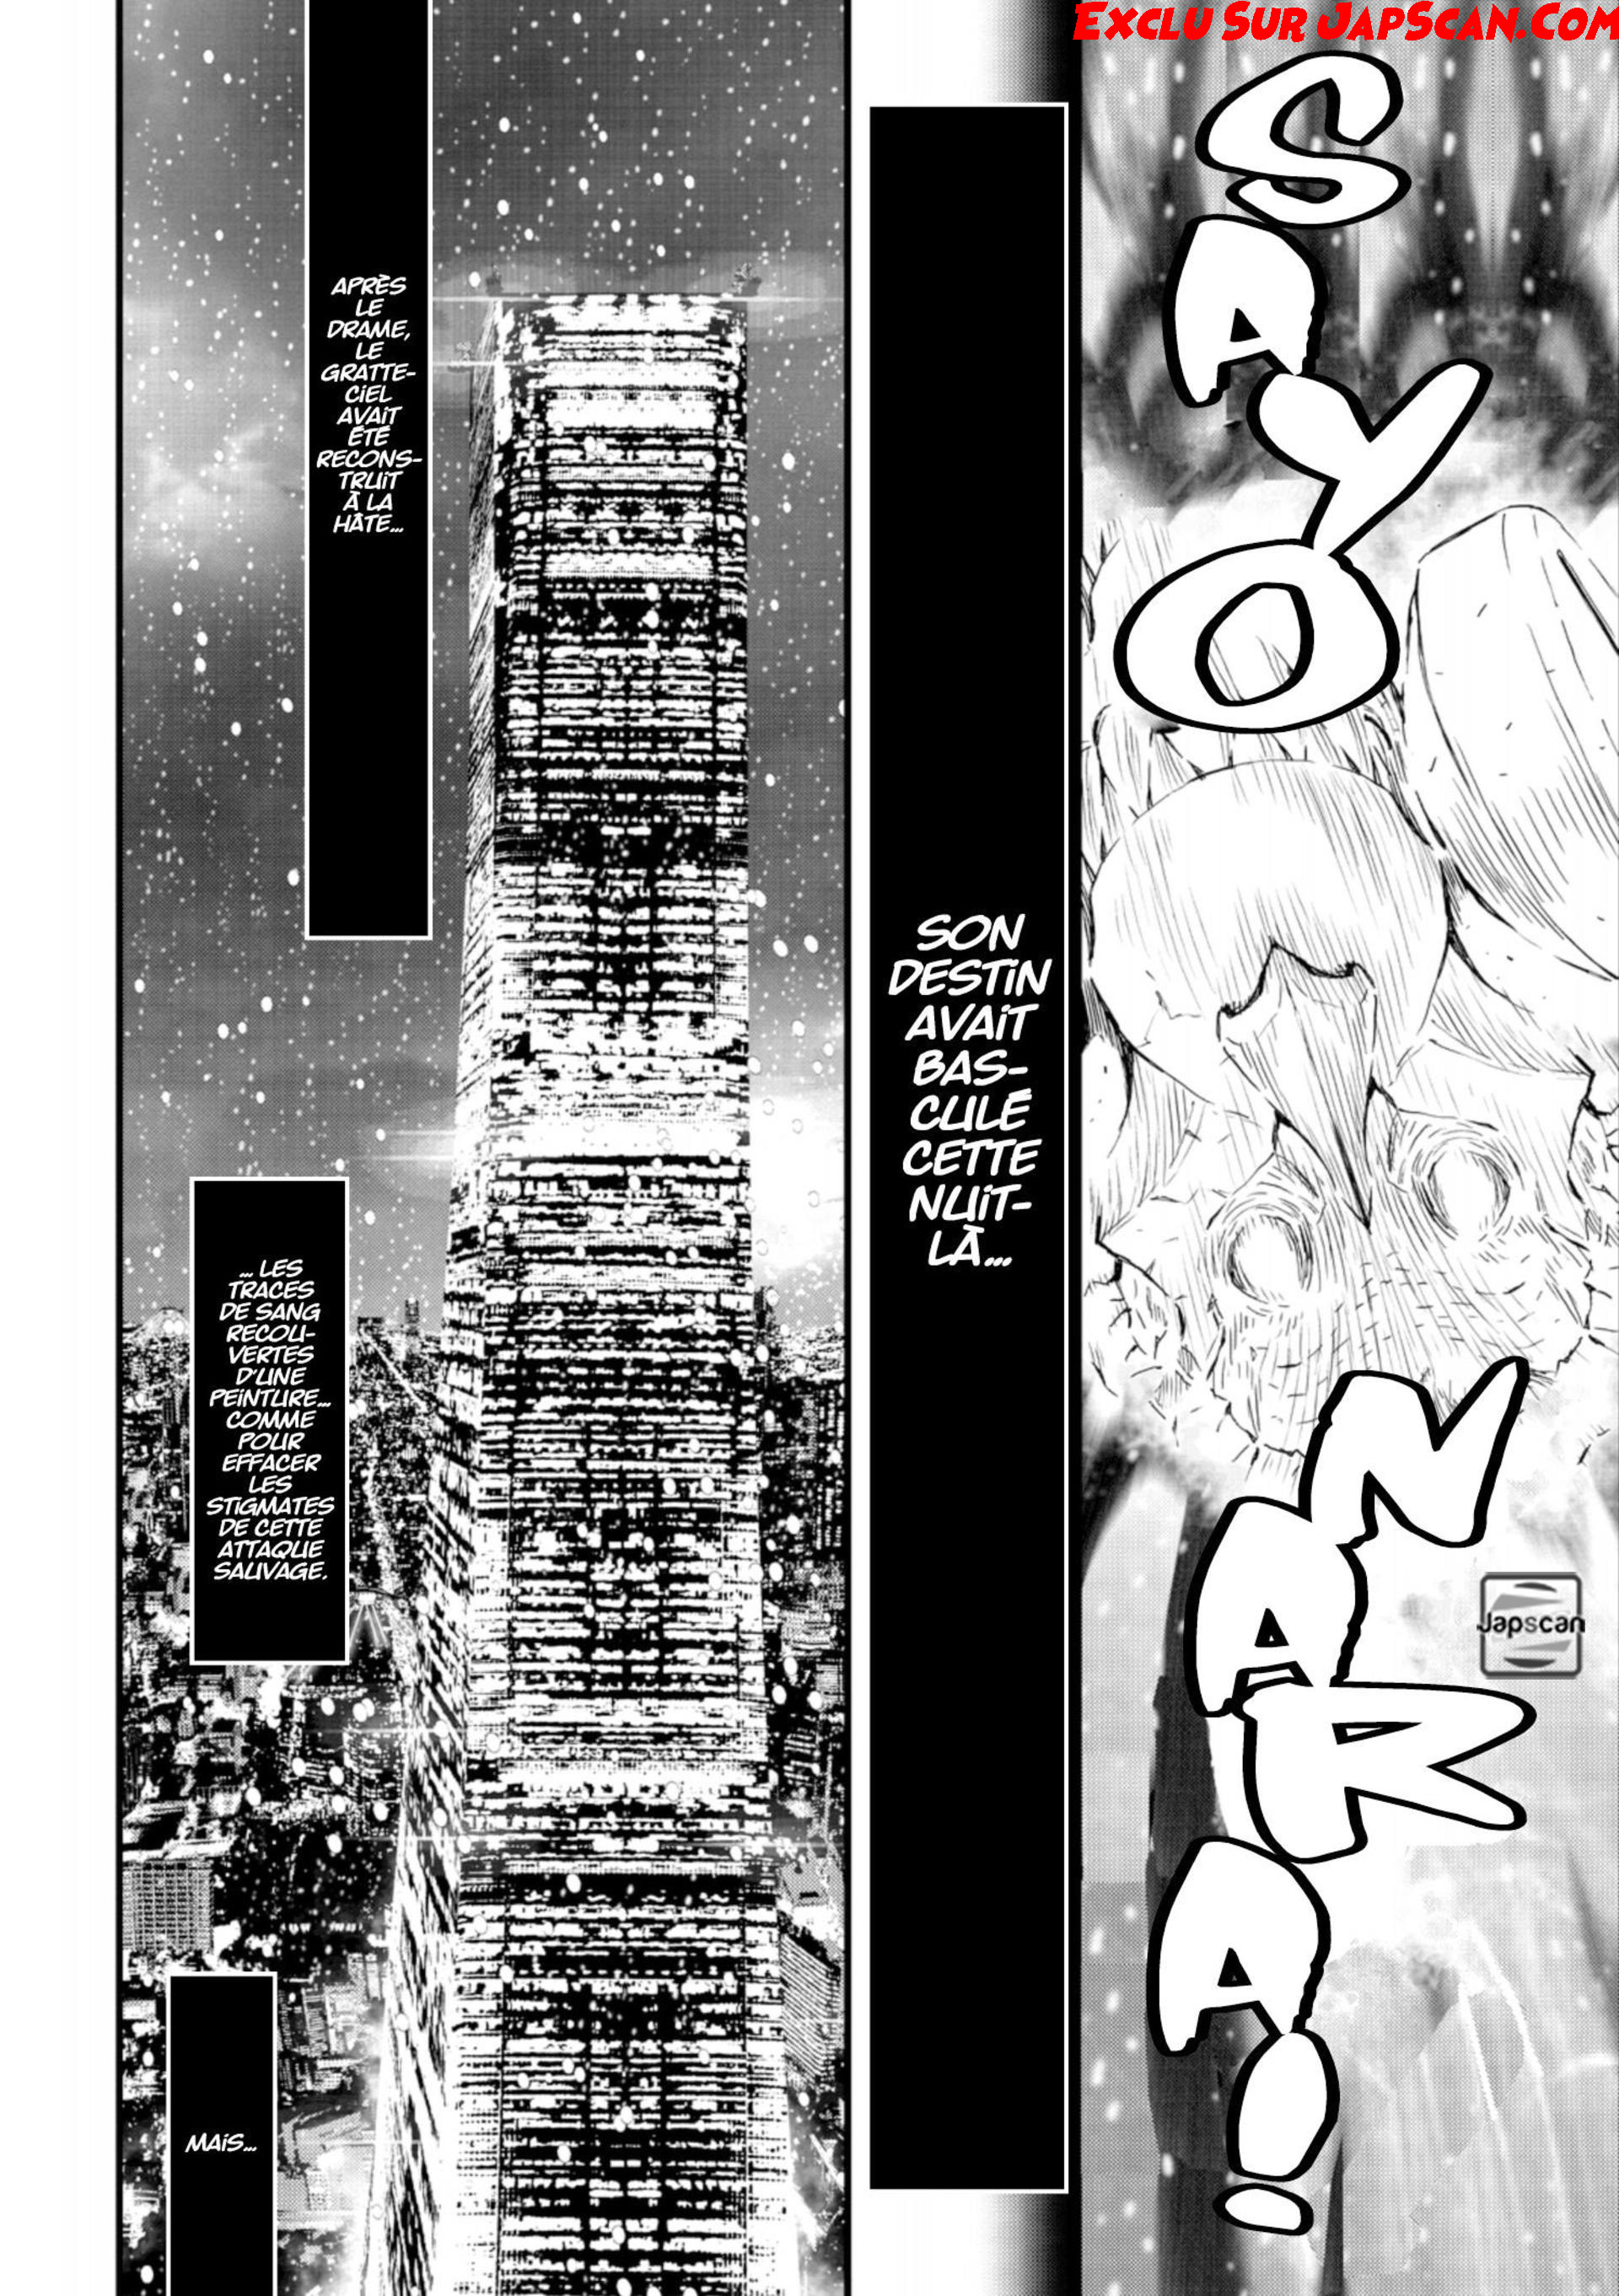 EXCLU SUR JAPSCAN.COM
SAYONARA!
Japscan
SON
DESTIN
AVAIT
BAS-
CULÉ
CETTE
NUIT-
LÀ...
APRÈS
LE
DRAME,
LE
GRATTE-
CIEL
AVAIT
ÉTÉ
RECONS-
TRUIT
À LA
HÂTE...
... LES
TRACES
DE SANG
RECOU-
VERTES
D'UNE
PEINTURE...
COMME
POUR
EFFACER
LES
STIGMATES
DE CETTE
ATTAQUE
SAUVAGE.
MAIS...